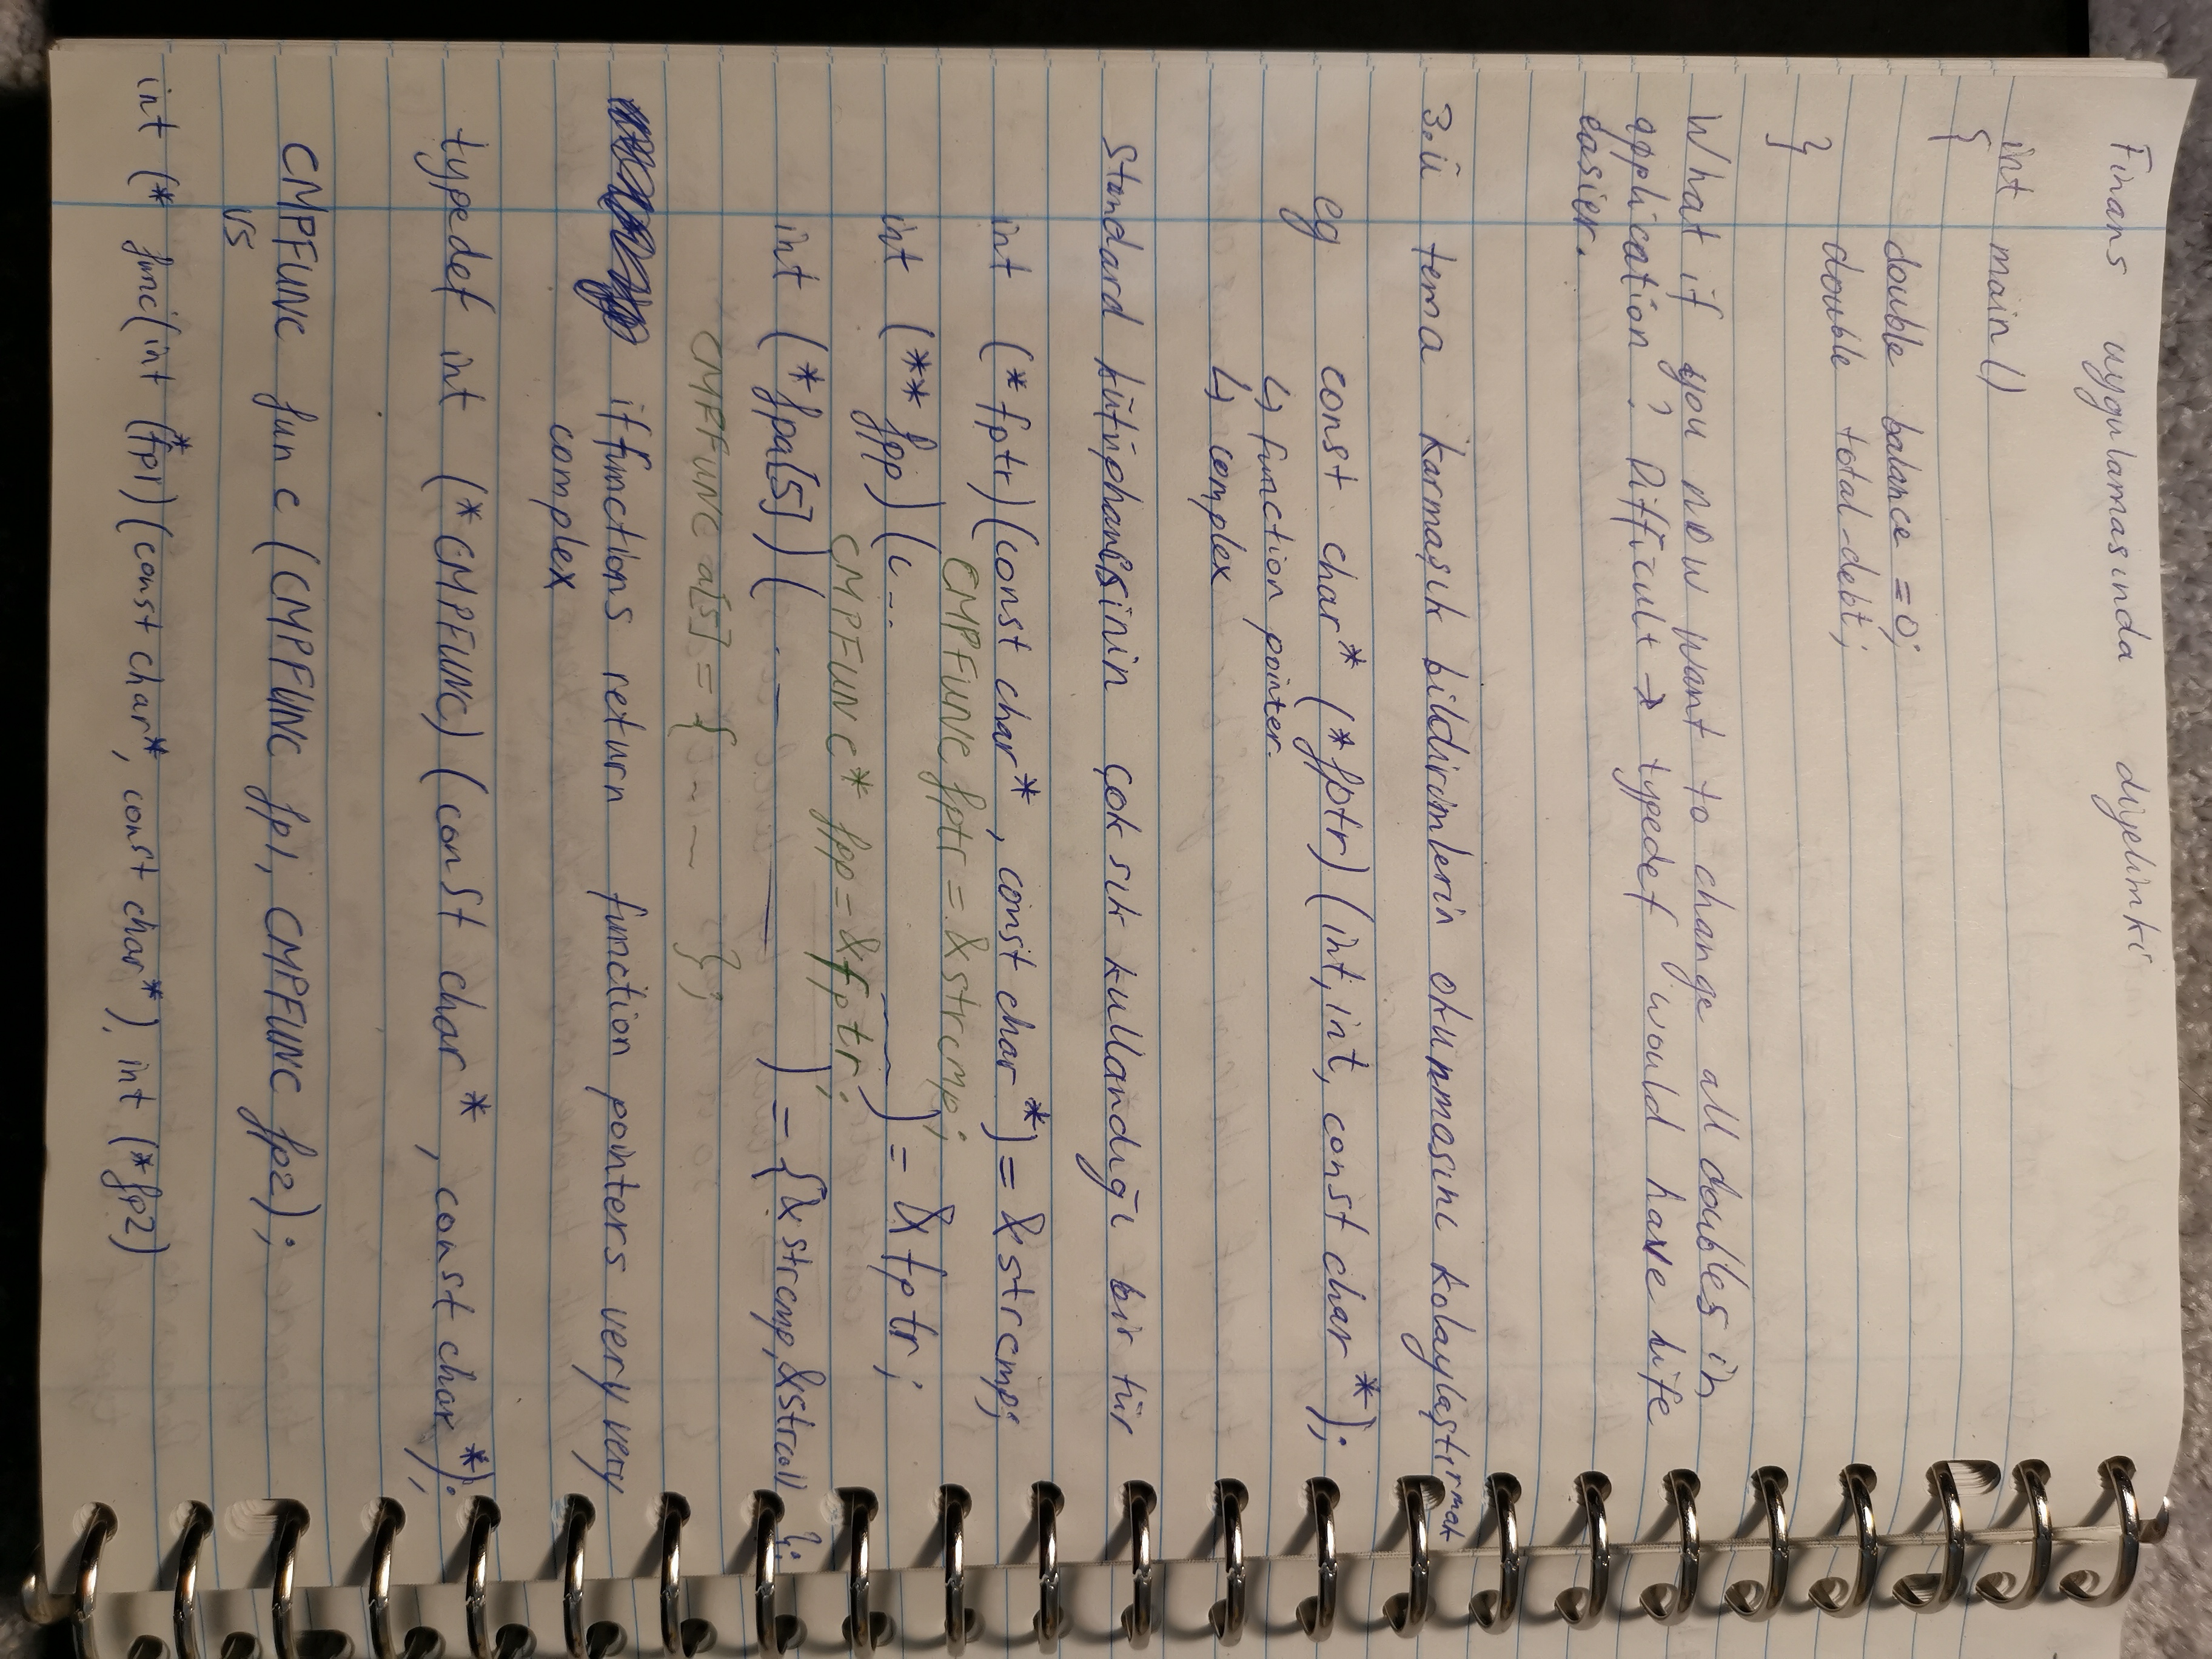 Finans uygulamasında diyelimki
int main()
{
double balance = 0;
double total_debt;
}
What if you now want to change all doubles in
application? Difficult → typedef would have life
easier.
3.ü tema karmaşık bildirimlerin okunmasını kolaylaştırmak
eg const char* (*fptr) (int, int, const char*);
↳ function pointer.
↳ complex
Standard kütüphanesinin çok sık kullandığı bir tür
int (*fptr)(const char*, const char*) = &strcmp;
CMPFUNC fptr = &strcmp;
int (** fpp)(c... __) = &fptr;
CMPFUNC* fpp = &fptr;
int (*fpa[5])(. __ __) = {&strcmp, &strcoll };
CMPFUNC a[5] = { _ _ __ };
if functions return function pointers very very
complex
typedef int (*CMPFUNC) (const char*, const char*);
CMPFUNC func (CMPFUNC fp1, CMPFUNC fp2);
vs
int (* func(int (*fp1)(const char*, const char*), int (*fp2)